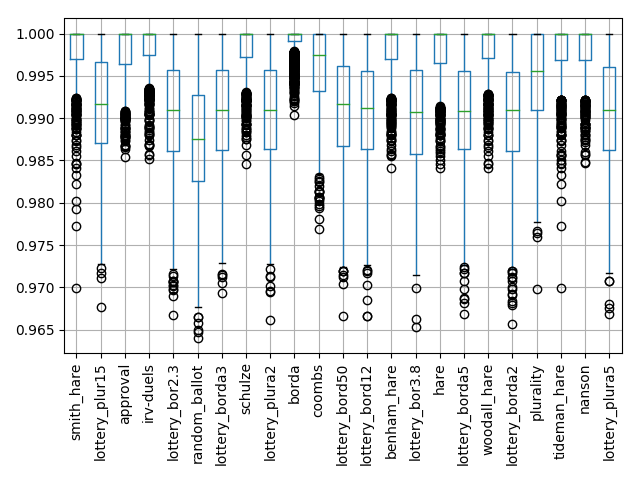 1.000
0.995
0.990
0.985
0.980
0.975
0.970
0.965
smith_hare
lottery_plur15
approval
irv-duels
lottery_bor2.3
random_ballot
lottery_borda3
schulze
lottery_plura2
borda
coombs
lottery_bord50
lottery_bord12
benham_hare
lottery_bor3.8
hare
lottery_borda5
woodall_hare
lottery_borda2
plurality
tideman_hare
nanson
lottery_plura5